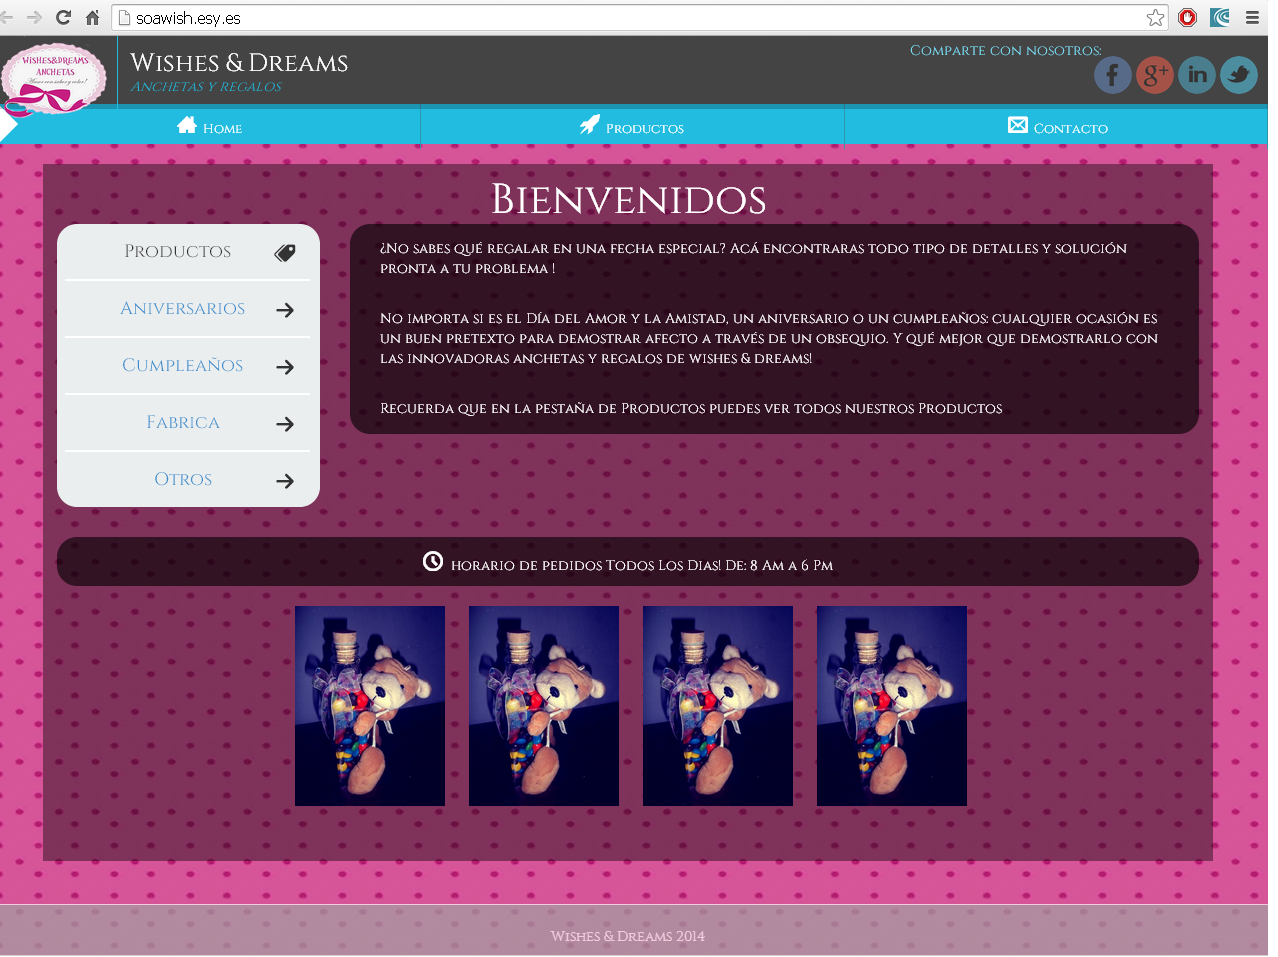 soawish.esy.es
Wishes&Dreams
Anchetas
Wishes & Dreams
Anchetas y regalos
Comparte con nosotros:
Home
Productos
Contacto
Bienvenidos
Productos
Aniversarios
Cumpleaños
Fabrica
Otros
¿No sabes qué regalar en una fecha especial? Acá encontraras todo tipo de detalles y solución
pronta a tu problema !
No importa si es el Día del Amor y la Amistad, un aniversario o un cumpleaños: cualquier ocasión es
un buen pretexto para demostrar afecto a través de un obsequio. Y qué mejor que demostrarlo con
las innovadoras anchetas y regalos de wishes & dreams!
Recuerda que en la pestaña de Productos puedes ver todos nuestros Productos
horario de pedidos Todos Los Dias! De: 8 Am a 6 Pm
Wishes & Dreams 2014